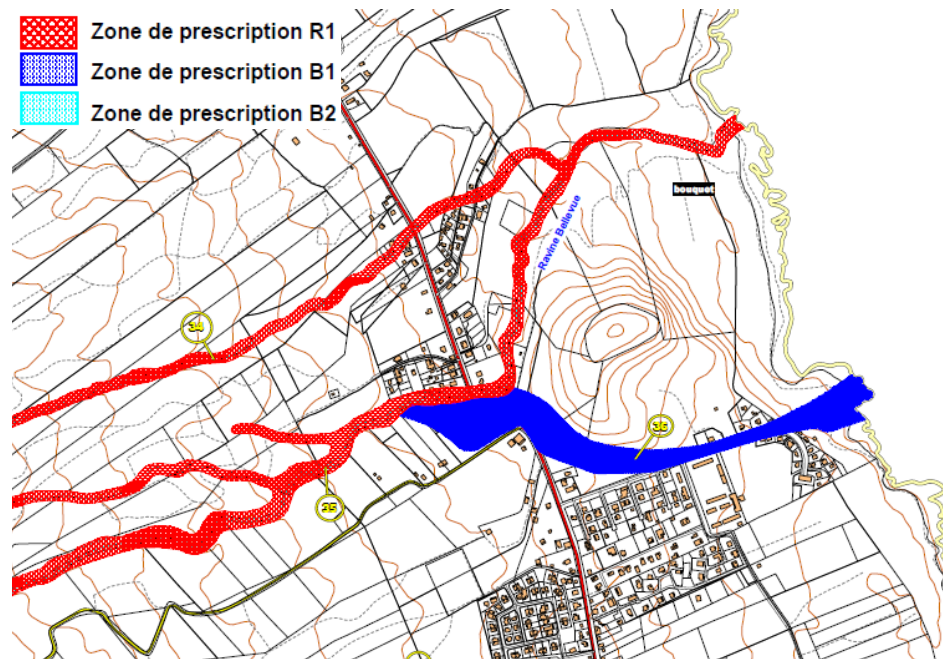 Zone de prescription R1
Zone de prescription B1
Zone de prescription B2
bouquet
Ravine Bellevue
34
36
35